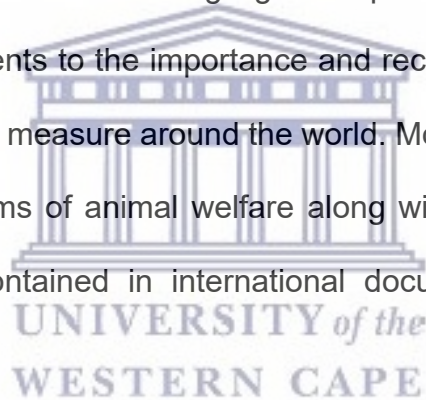 ents to the importance and rec
measure around the world. Mo
ms of animal welfare along wi
ontained in international docu
UNIVERSITY of the
WESTERN CAPE